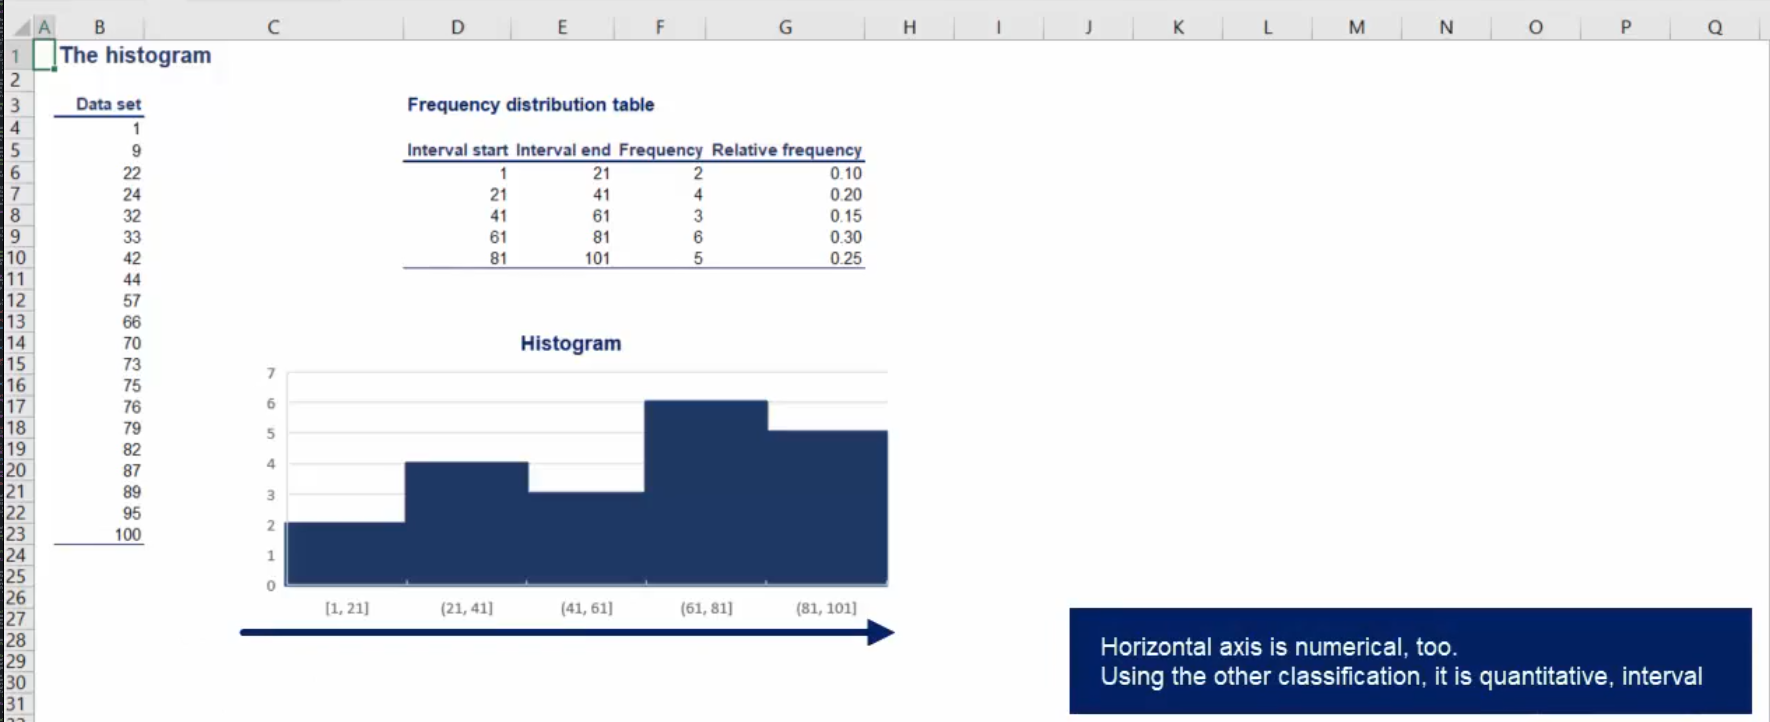 A B C D E F G H I J K L M N O P Q
1 The histogram
2
3 Data set Frequency distribution table
4 1
5 9 Interval start Interval end Frequency Relative frequency
6 22 1 21 2 0.10
7 24 21 41 4 0.20
8 32 41 61 3 0.15
9 33 61 81 6 0.30
10 42 81 101 5 0.25
11 44
12 57
13 66
14 70 Histogram
15 73 7
16 75
17 76 6
18 79 5
19 82
20 87 4
21 89 3
22 95
23 100 2
24 1
25 0
26
27 [1, 21] (21, 41] (41, 61] (61, 81] (81, 101]
28
29 Horizontal axis is numerical, too.
30 Using the other classification, it is quantitative, interval
31